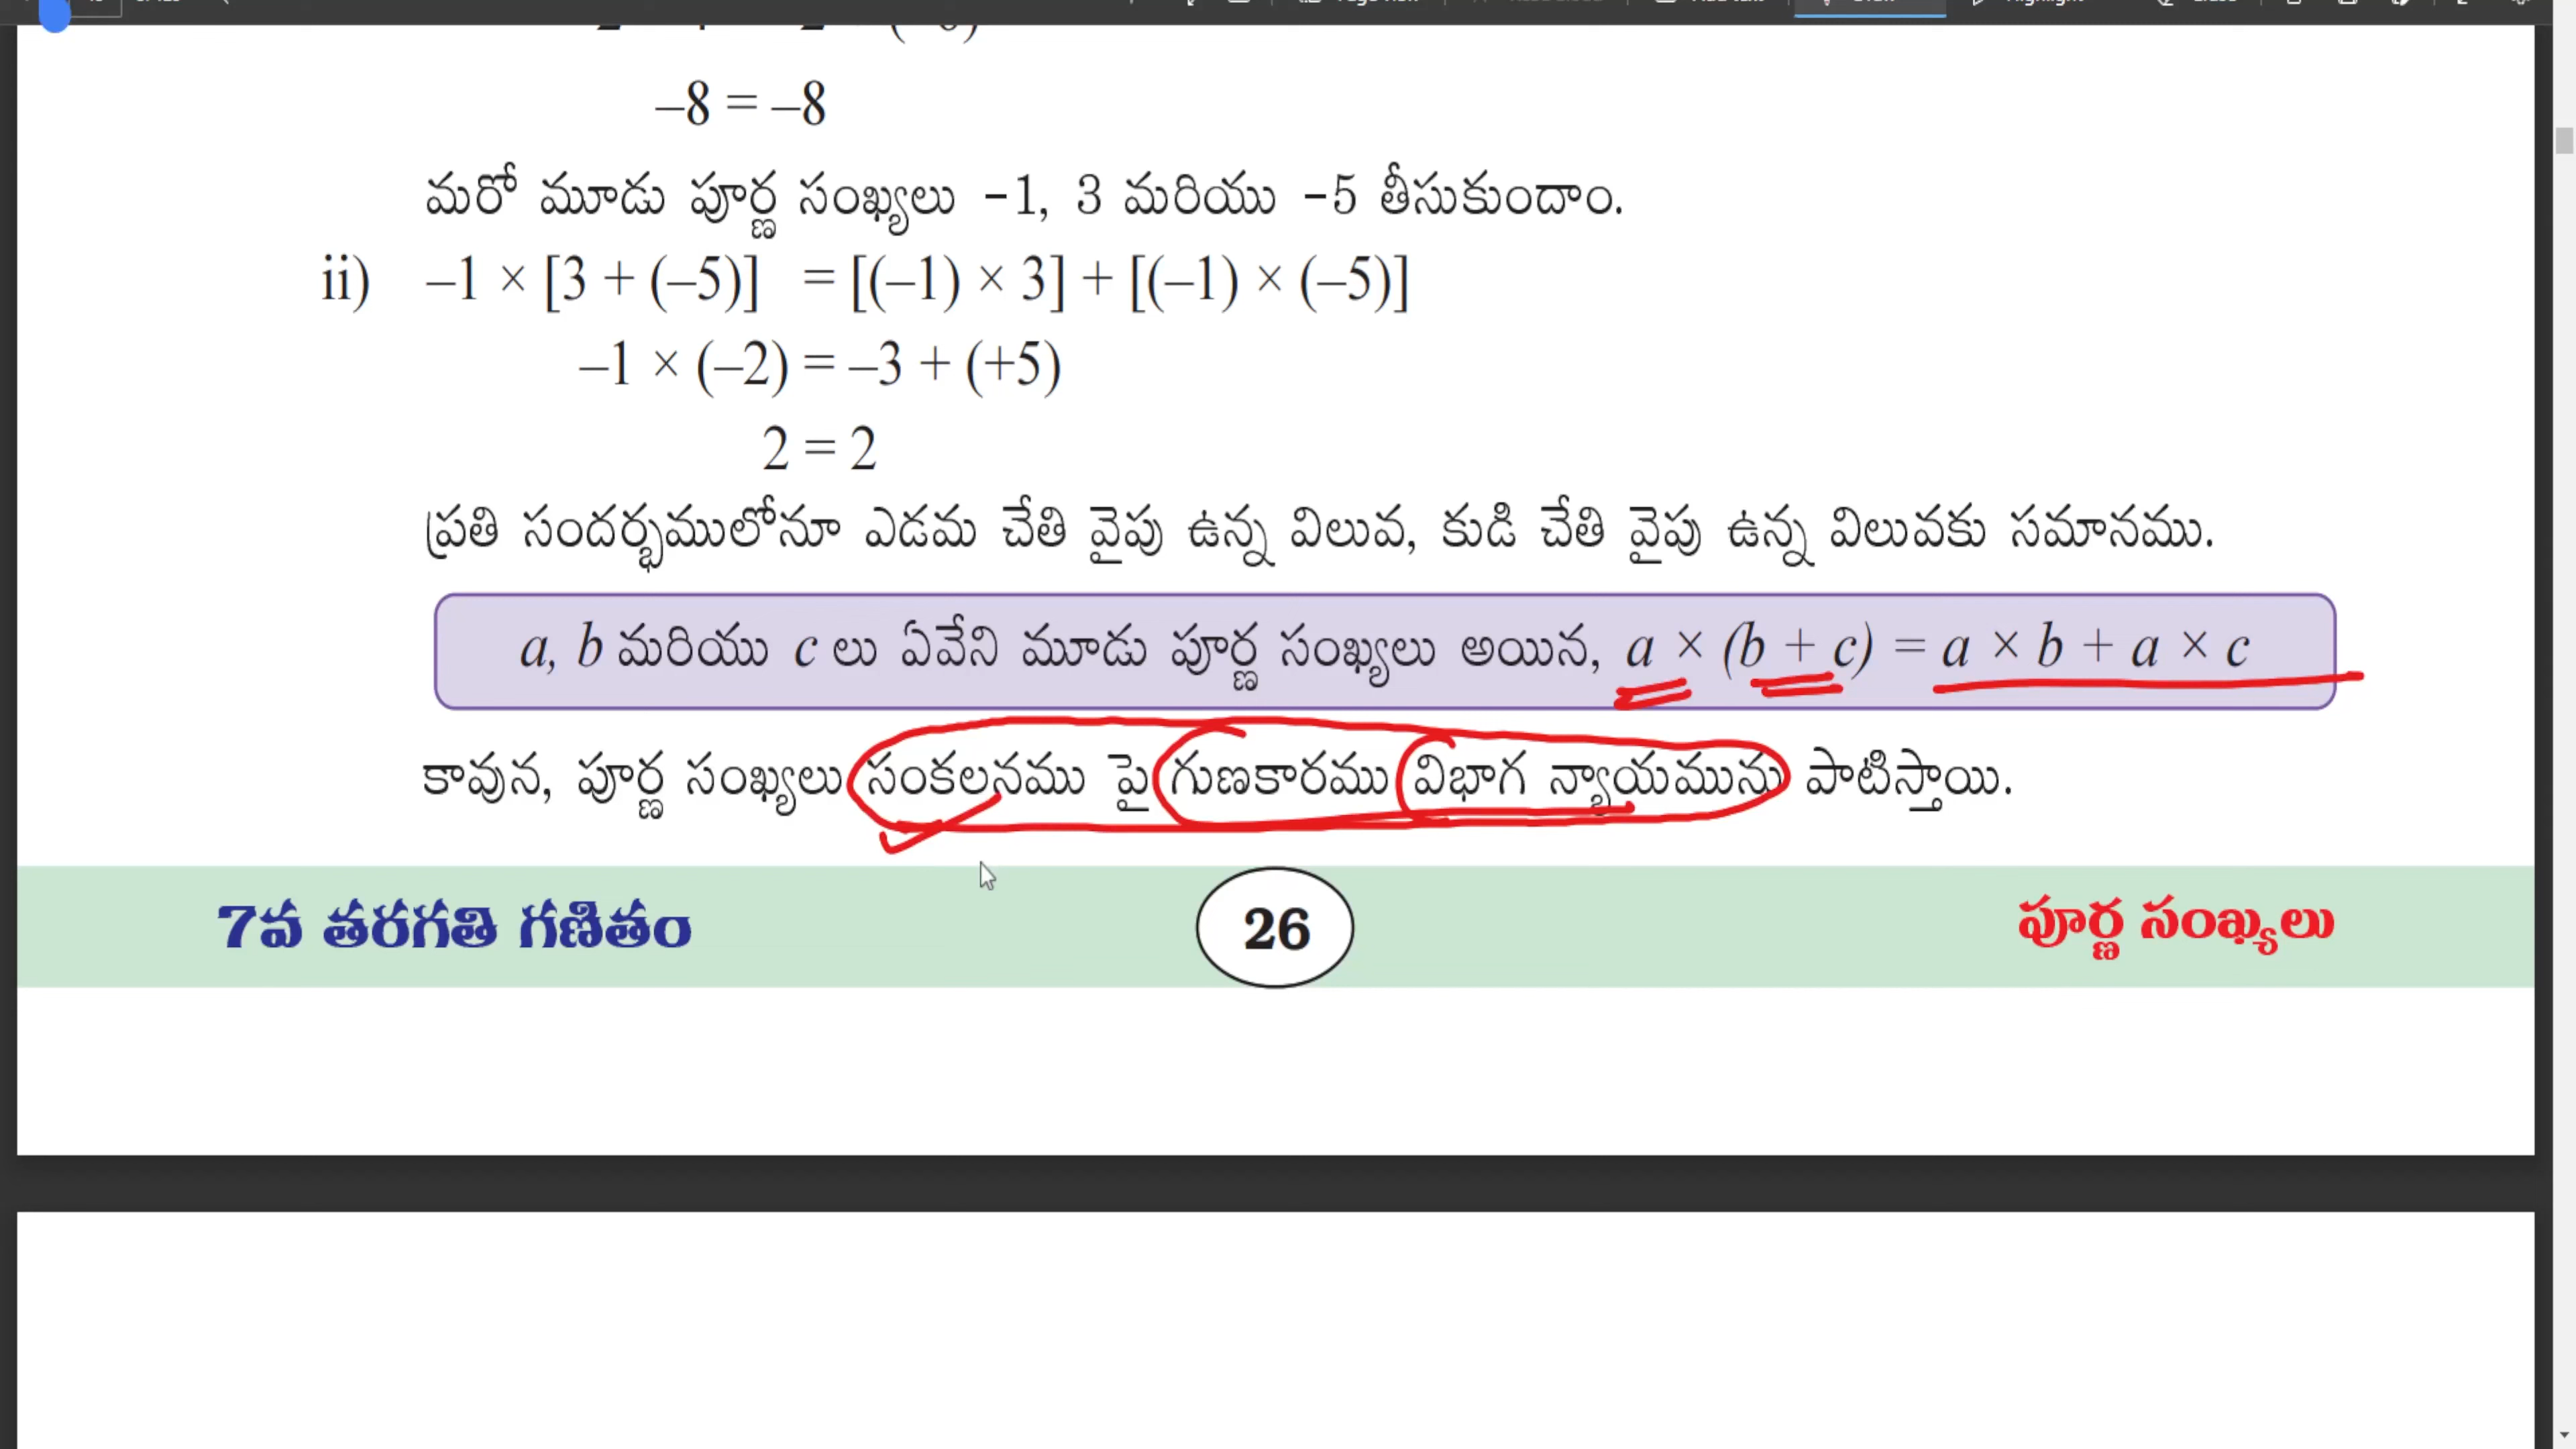 –8 = –8
మరో మూడు పూర్ణ సంఖ్యలు -1, 3 మరియు -5 తీసుకుందాం.
ii) –1 × [3 + (–5)] = [(–1) × 3] + [(–1) × (–5)]
–1 × (–2) = –3 + (+5)
2 = 2
ప్రతి సందర్భములోనూ ఎడమ చేతి వైపు ఉన్న విలువ, కుడి చేతి వైపు ఉన్న విలువకు సమానము.
a, b మరియు c లు ఏవేని మూడు పూర్ణ సంఖ్యలు అయిన, a × (b + c) = a × b + a × c
కావున, పూర్ణ సంఖ్యలు సంకలనము పై గుణకారము విభాగ న్యాయమును పాటిస్తాయి.
7వ తరగతి గణితం 26 పూర్ణ సంఖ్యలు